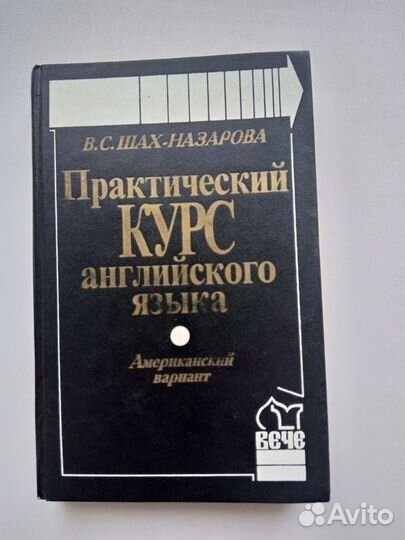 В.С. ШАХ-НАЗАРОВА
Практический
КУРС
английского
языка
Американский
вариант
ВЕЧЕ
Avito